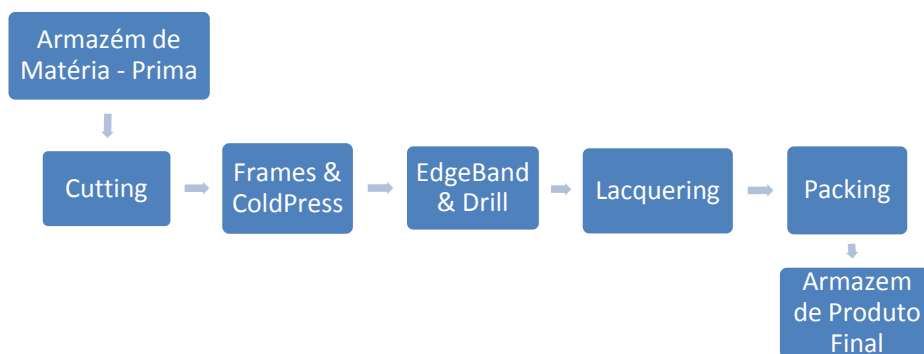 Armazém de
Matéria - Prima
Cutting
Frames &
ColdPress
EdgeBand
& Drill
Lacquering
Packing
Armazem
de Produto
Final